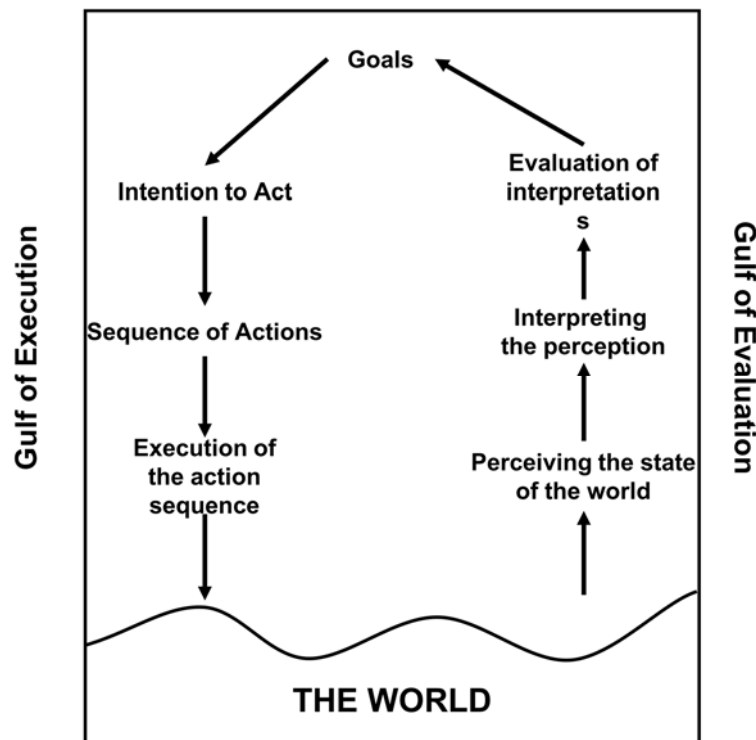 Goals
Gulf of Execution
Intention to Act
Sequence of Actions
Execution of
the action
sequence
Evaluation of
interpretation
s
Interpreting
the perception
Perceiving the state
of the world
Gulf of Evaluation
THE WORLD